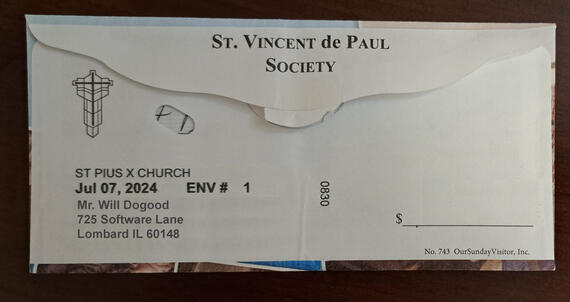 ST. VINCENT de PAUL
SOCIETY
ST PIUS X CHURCH
Jul 07, 2024 ENV # 1
Mr. Will Dogood
725 Software Lane
Lombard IL 60148
0830
$
No. 743 OurSundayVisitor, Inc.